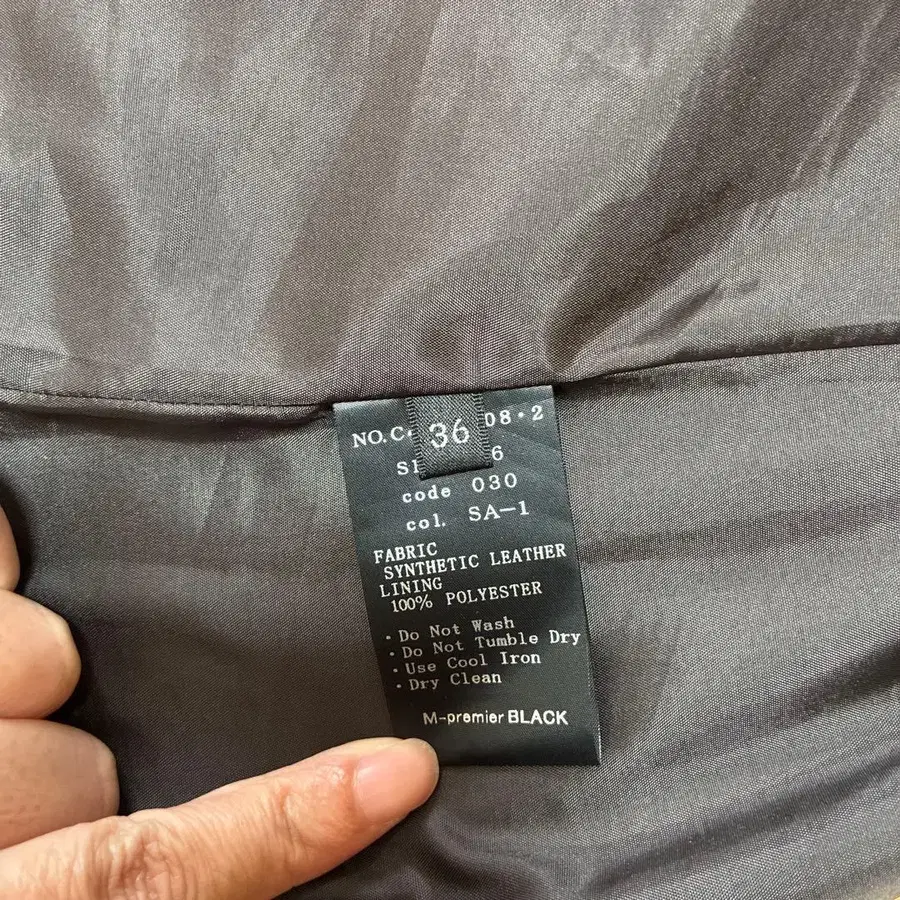 NO.C 08・2
36
6
code 030
col. SA-1
FABRIC
SYNTHETIC LEATHER
LINING
100% POLYESTER
・Do Not Wash
・Do Not Tumble Dry
・Use Cool Iron
・Dry Clean
M-premier BLACK